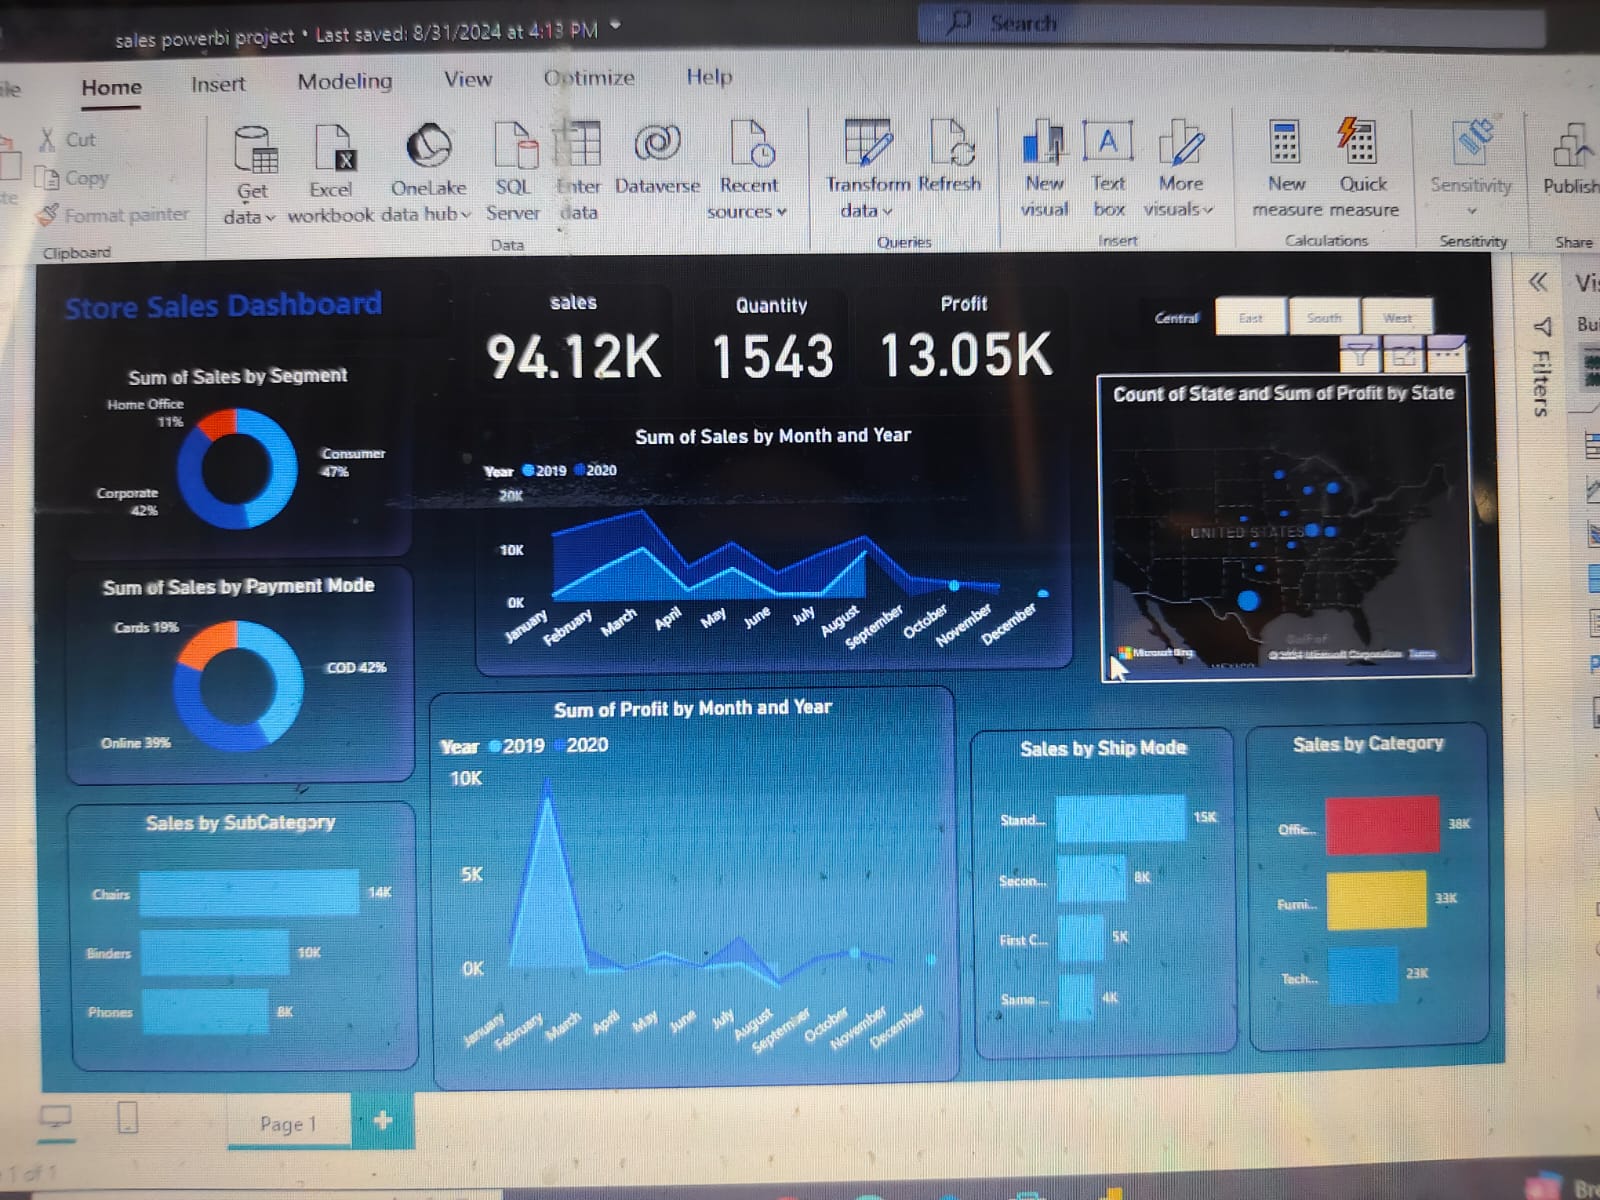 sales powerbi project • Last saved: 8/31/2024 at 4:13 PM
Search
Home Insert Modeling View Optimize Help
Cut
Copy
Format painter
Clipboard
Get data
Excel workbook
OneLake data hub
SQL Server
Enter data
Dataverse
Recent sources
Data
Transform data
Refresh
Queries
New visual
Text box
More visuals
Insert
New measure
Quick measure
Calculations
Sensitivity
Sensitivity
Publish
Share
Store Sales Dashboard
sales
94.12K
Quantity
1543
Profit
13.05K
Central East South West
Filters
Sum of Sales by Segment
Home Office
11%
Consumer
47%
Corporate
42%
Sum of Sales by Month and Year
Year 2019 2020
20K
10K
0K
January February March April May June July August September October November December
Count of State and Sum of Profit by State
UNITED STATES
Gulf of
MEXICO
Microsoft Bing
© 2024 Microsoft Corporation Terms
Sum of Sales by Payment Mode
Cards 19%
COD 42%
Online 39%
Sum of Profit by Month and Year
Year 2019 2020
10K
5K
0K
January February March April May June July August September October November December
Sales by SubCategory
Chairs 14K
Binders 10K
Phones 8K
Sales by Ship Mode
Stand... 15K
Secon... 8K
First C... 5K
Same ... 4K
Sales by Category
Offic... 38K
Furni... 33K
Tech... 23K
Page 1
1 of 1